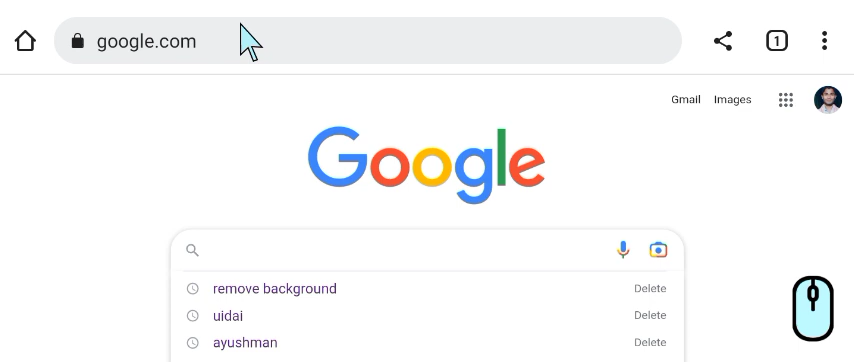 google.com
1
Gmail Images
Google
remove background Delete
uidai Delete
ayushman Delete